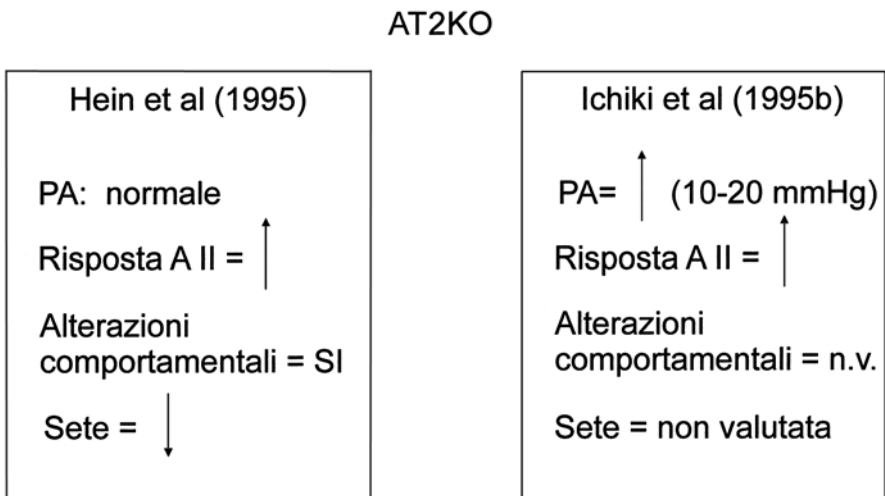 AT2KO
Hein et al (1995)
PA: normale
Risposta A II =
Alterazioni
comportamentali = SI
Sete =
Ichiki et al (1995b)
PA= (10-20 mmHg)
Risposta A II =
Alterazioni
comportamentali = n.v.
Sete = non valutata